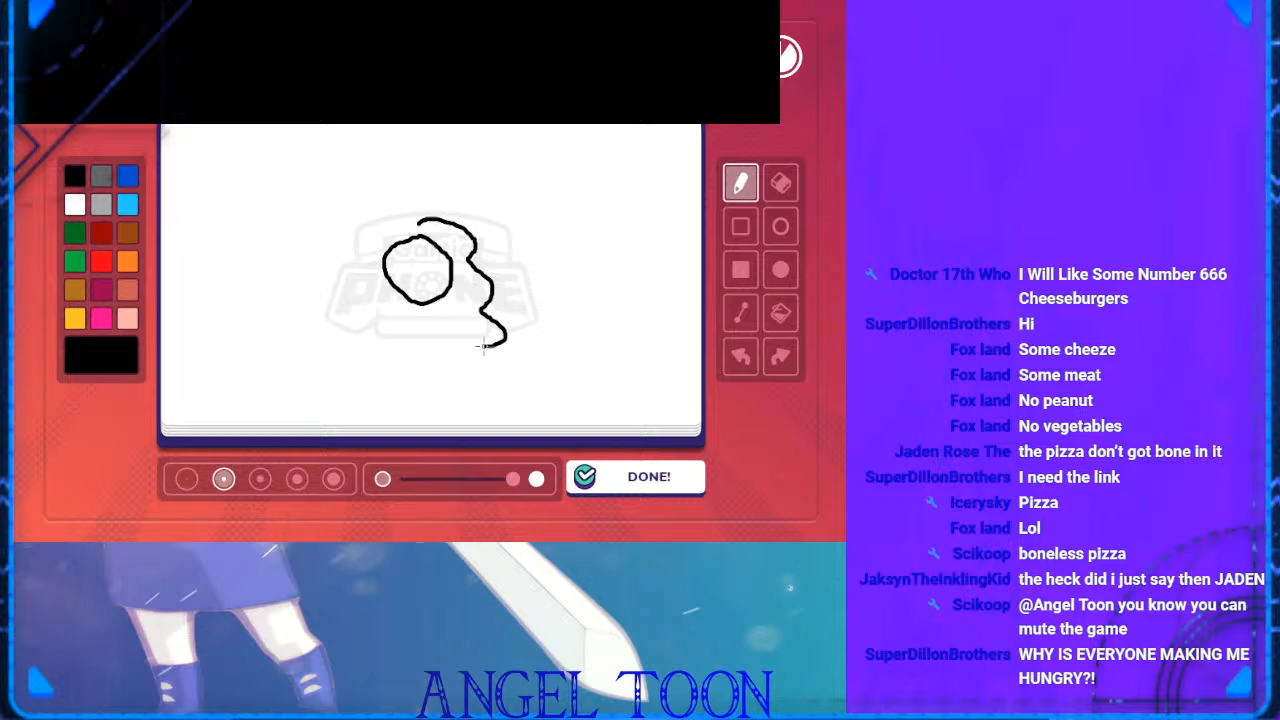 PHONE
DONE!
Doctor 17th Who I Will Like Some Number 666
Cheeseburgers
SuperDillonBrothers Hi
Fox land Some cheeze
Fox land Some meat
Fox land No peanut
Fox land No vegetables
Jaden Rose The the pizza don't got bone in it
SuperDillonBrothers I need the link
Icerysky Pizza
Fox land Lol
Scikoop boneless pizza
JaksynTheInklingKid the heck did i just say then JADEN
Scikoop @Angel Toon you know you can
mute the game
SuperDillonBrothers WHY IS EVERYONE MAKING ME
HUNGRY?!
ANGEL TOON